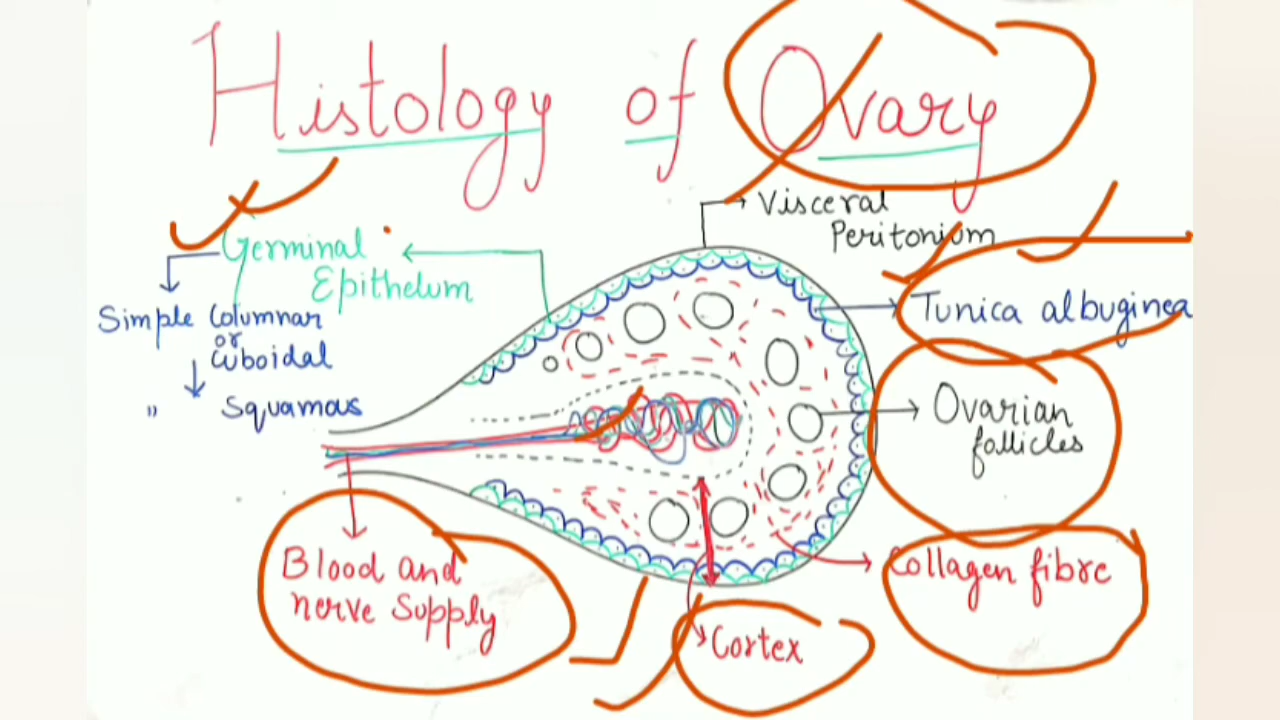 Histology of Ovary
Visceral
Peritonium
Germinal
Epithelum
Simple Columnar
or
Cuboidal
" Squamous
Tunica albuginea
Ovarian
follicles
Collagen fibre
Blood and
nerve supply
Cortex